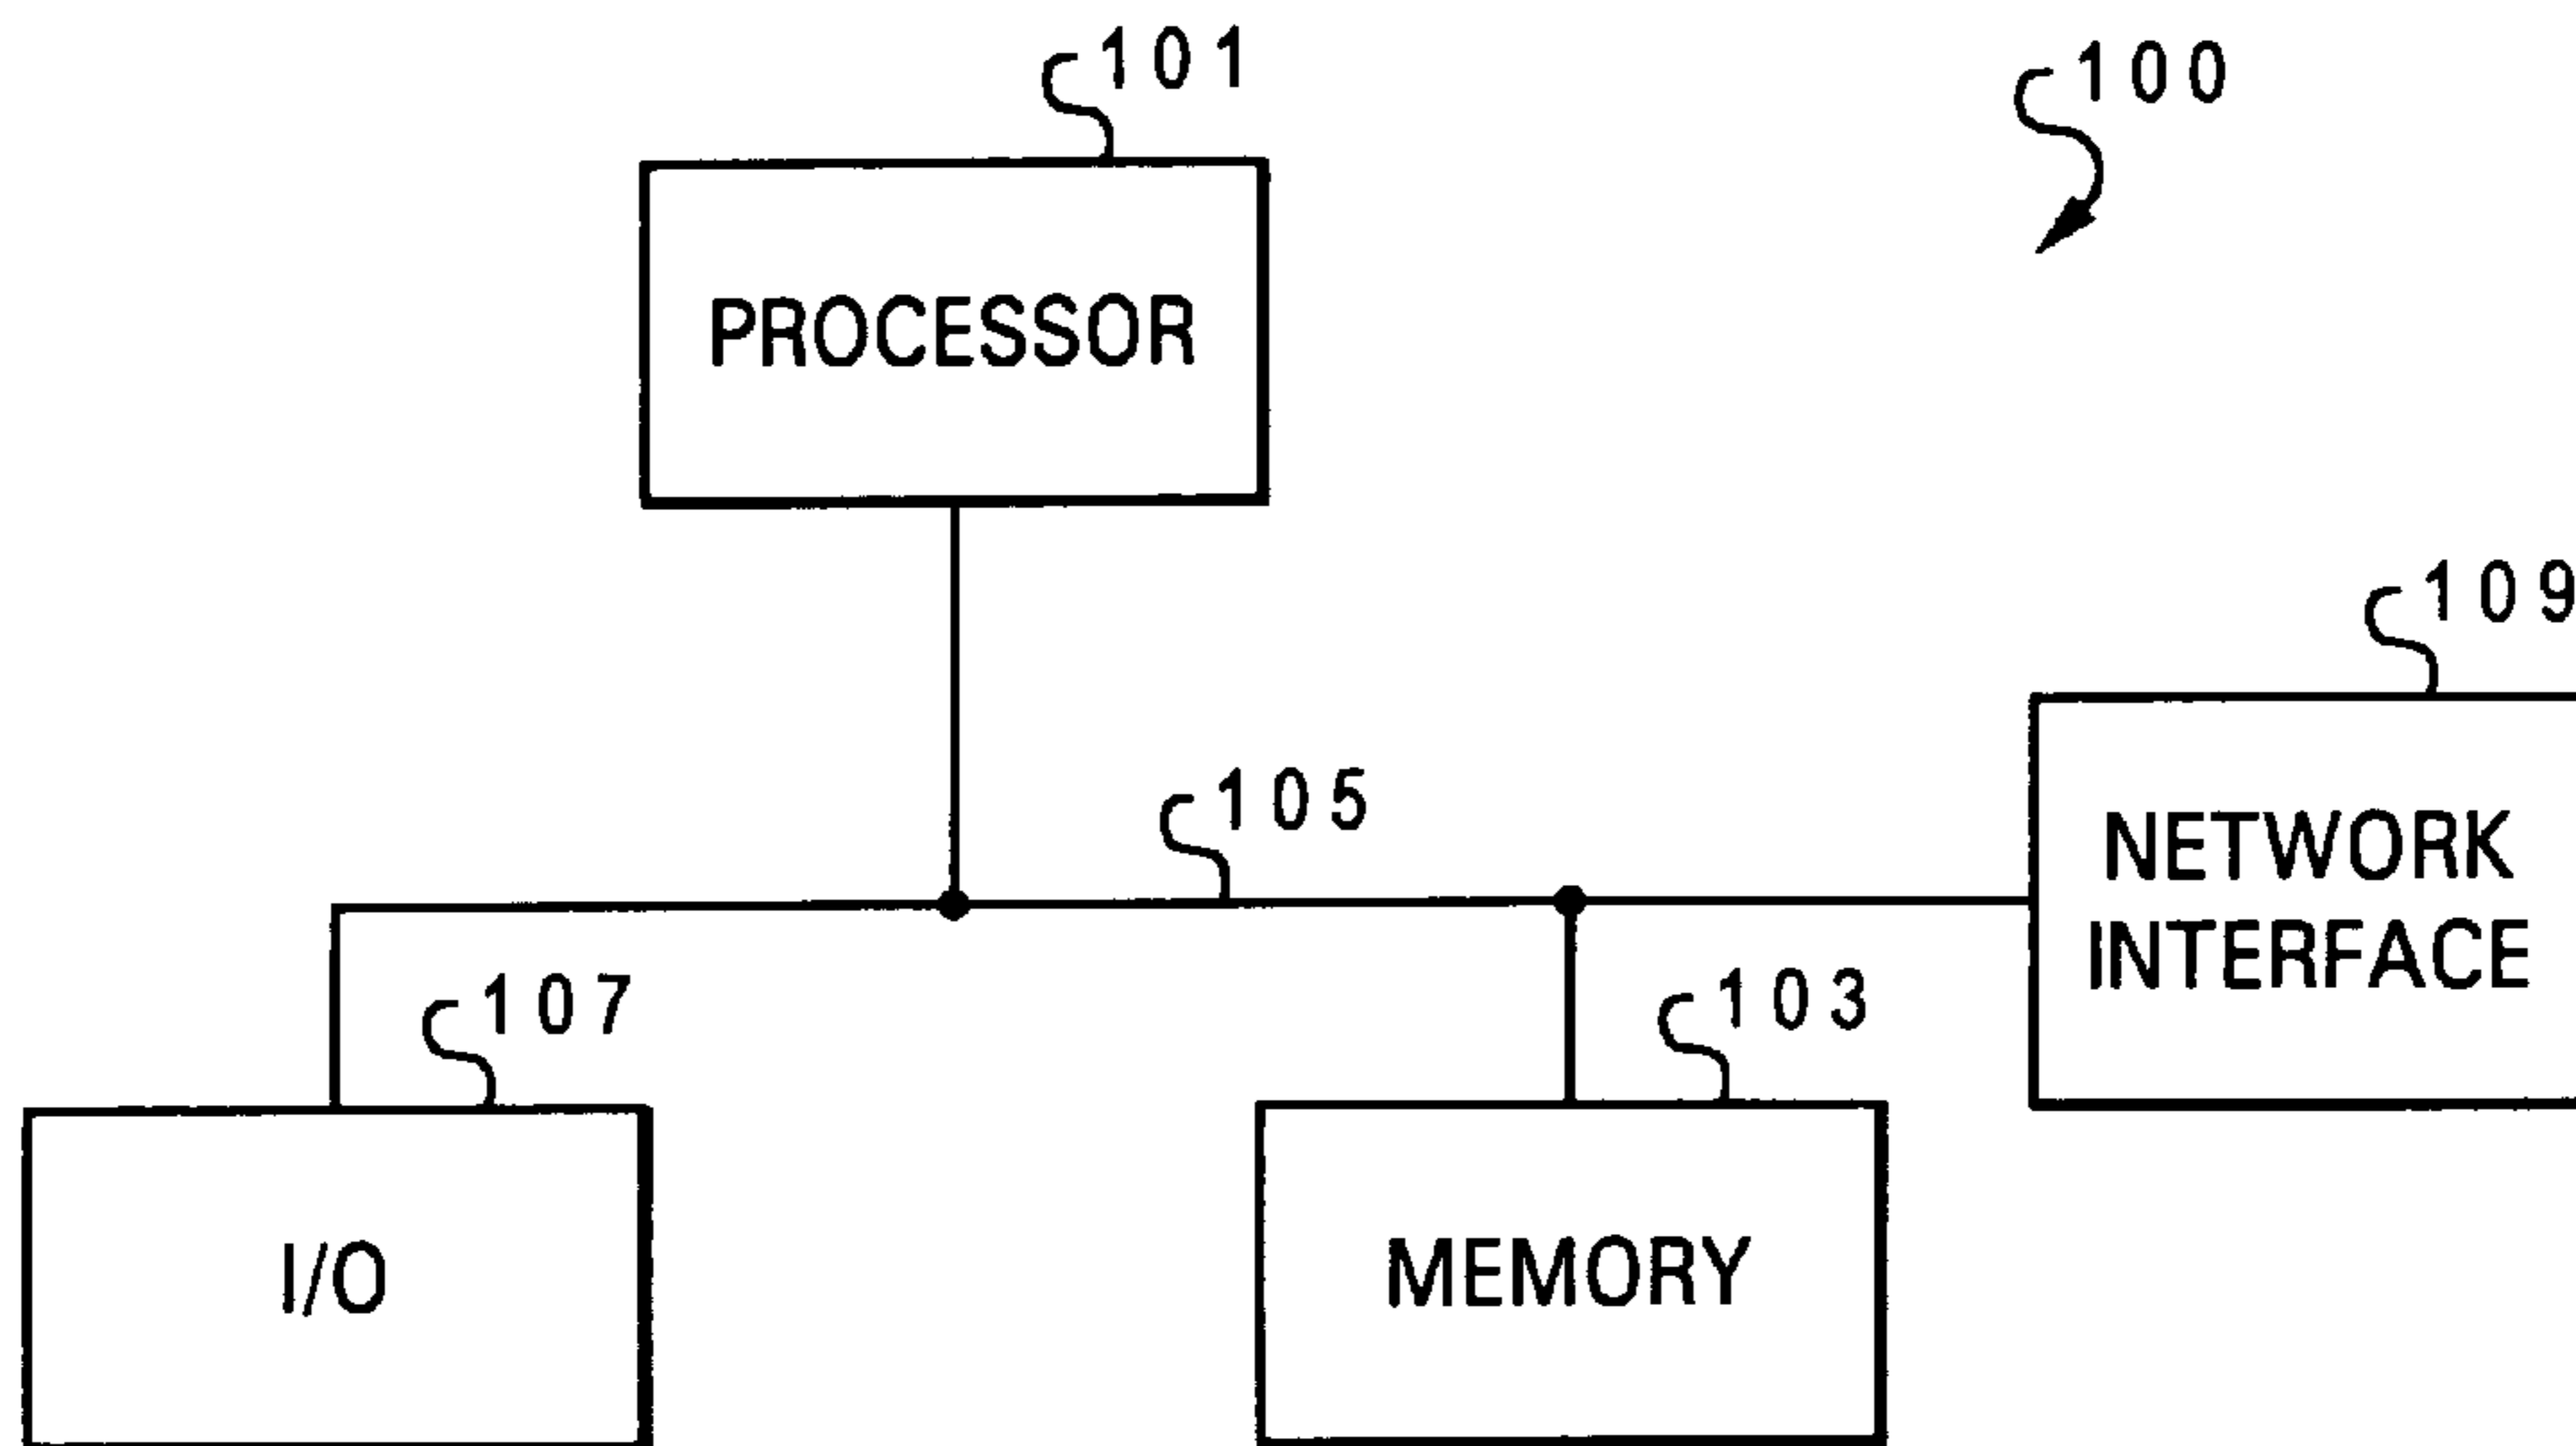 101
100
PROCESSOR
109
105
NETWORK
INTERFACE
107
103
I/O
MEMORY